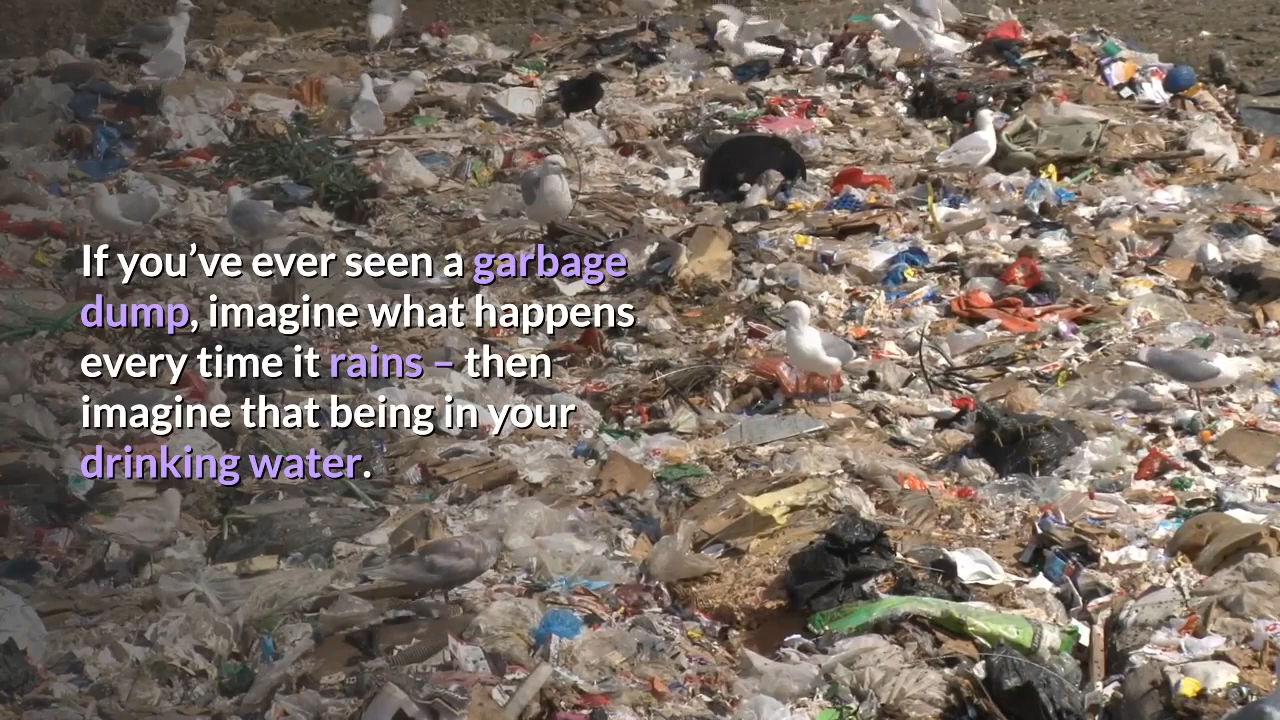 If you’ve ever seen a garbage
dump, imagine what happens
every time it rains – then
imagine that being in your
drinking water.